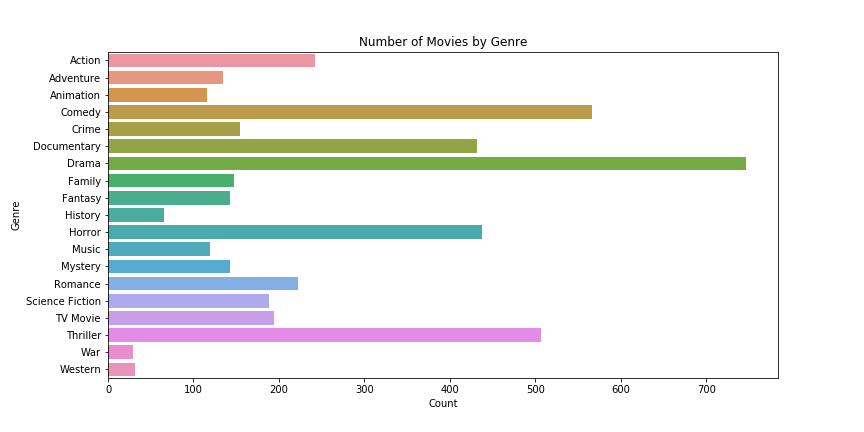 Number of Movies by Genre
Genre
Action
Adventure
Animation
Comedy
Crime
Documentary
Drama
Family
Fantasy
History
Horror
Music
Mystery
Romance
Science Fiction
TV Movie
Thriller
War
Western
0 100 200 300 400 500 600 700
Count